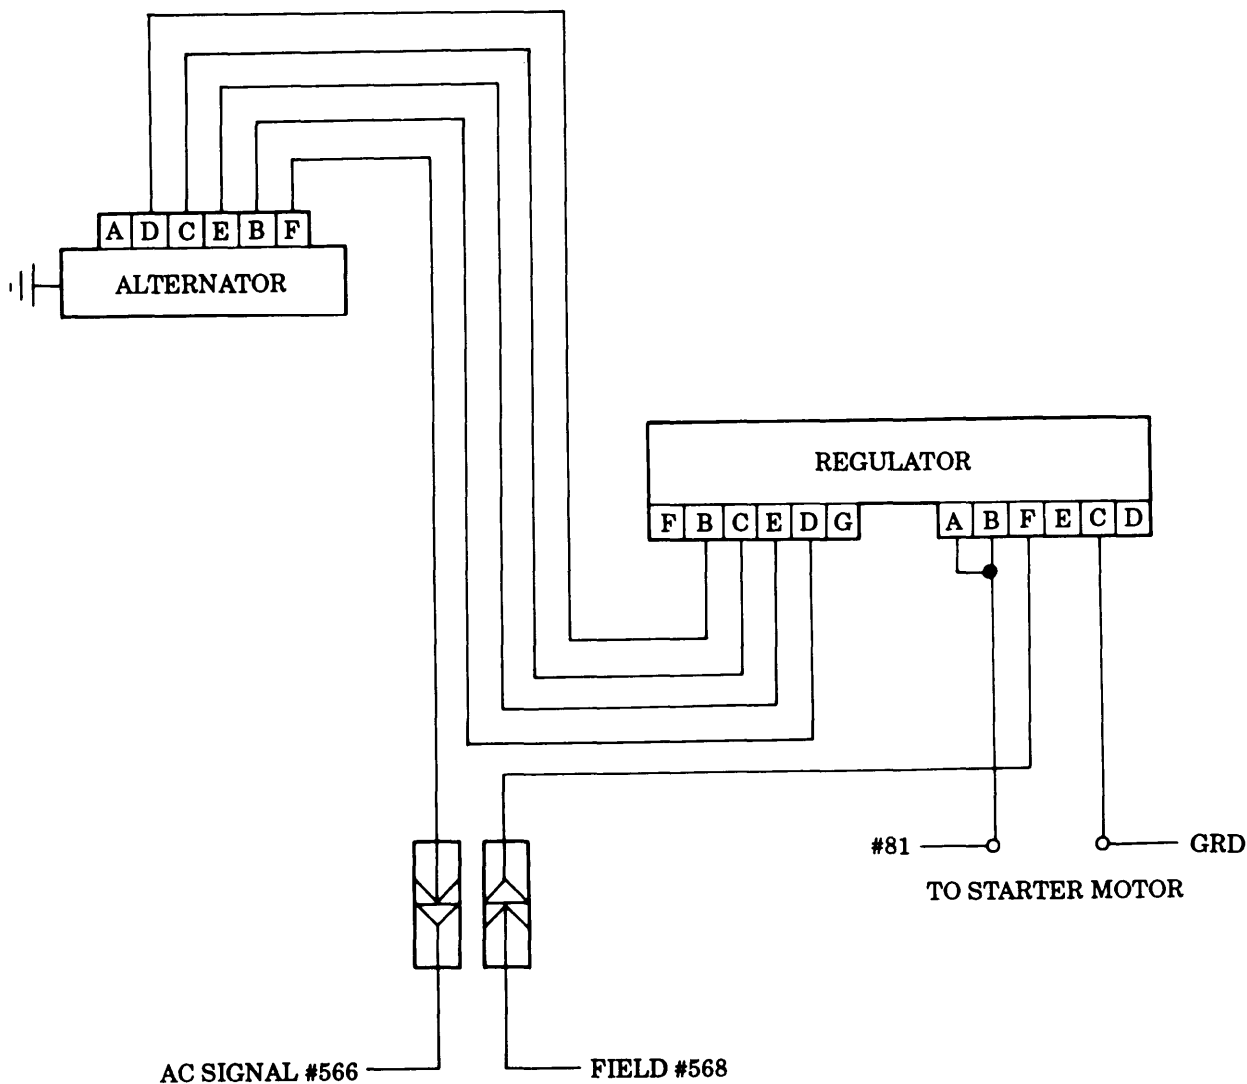 A D C E B F
ALTERNATOR
REGULATOR
F B C E D G
A B F E C D
#81
GRD
TO STARTER MOTOR
AC SIGNAL #566
FIELD #568